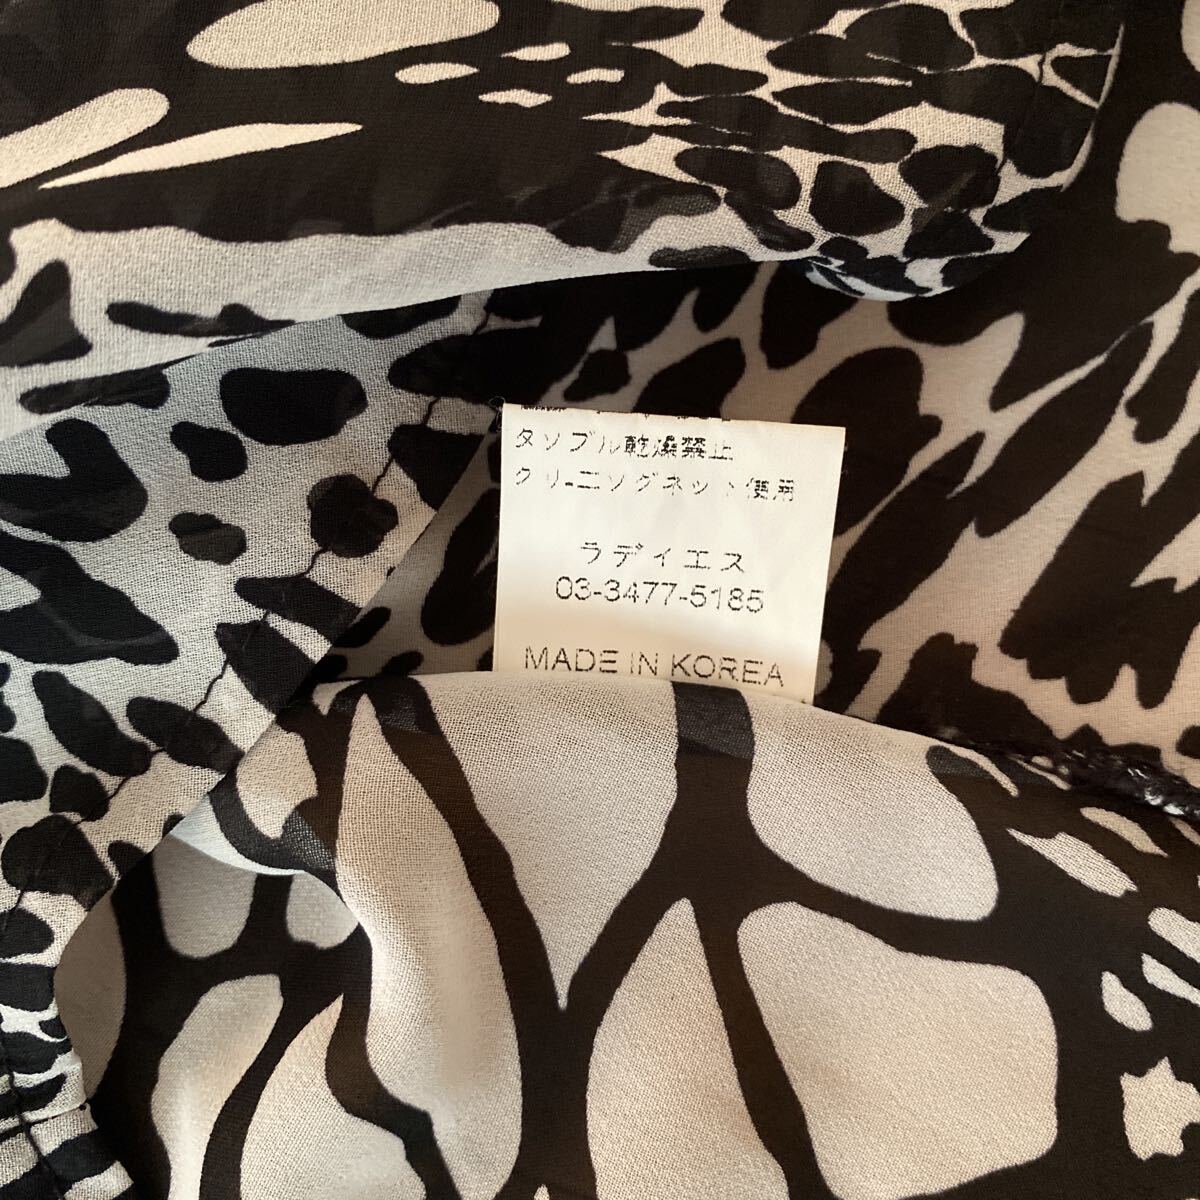 タンブル乾燥禁止
クリーニングネット使用
ラディエス
03-3477-5185
MADE IN KOREA